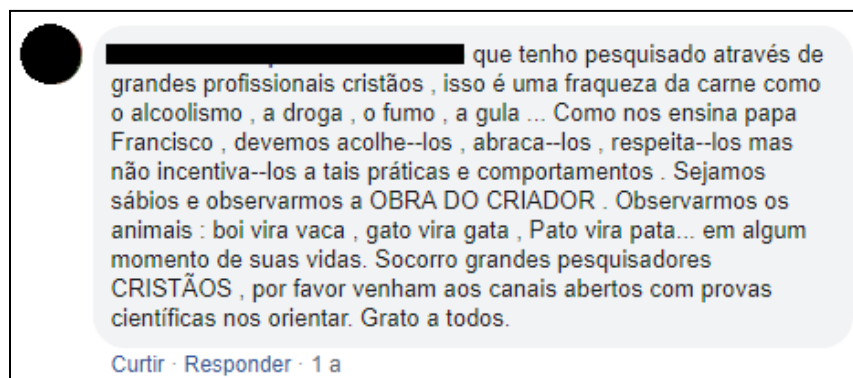 que tenho pesquisado através de
grandes profissionais cristãos , isso é uma fraqueza da carne como
o alcoolismo , a droga , o fumo , a gula ... Como nos ensina papa
Francisco , devemos acolhe--los , abraca--los , respeita--los mas
não incentiva--los a tais práticas e comportamentos . Sejamos
sábios e observarmos a OBRA DO CRIADOR . Observarmos os
animais : boi vira vaca , gato vira gata , Pato vira pata... em algum
momento de suas vidas. Socorro grandes pesquisadores
CRISTÃOS , por favor venham aos canais abertos com provas
científicas nos orientar. Grato a todos.
Curtir · Responder · 1 a